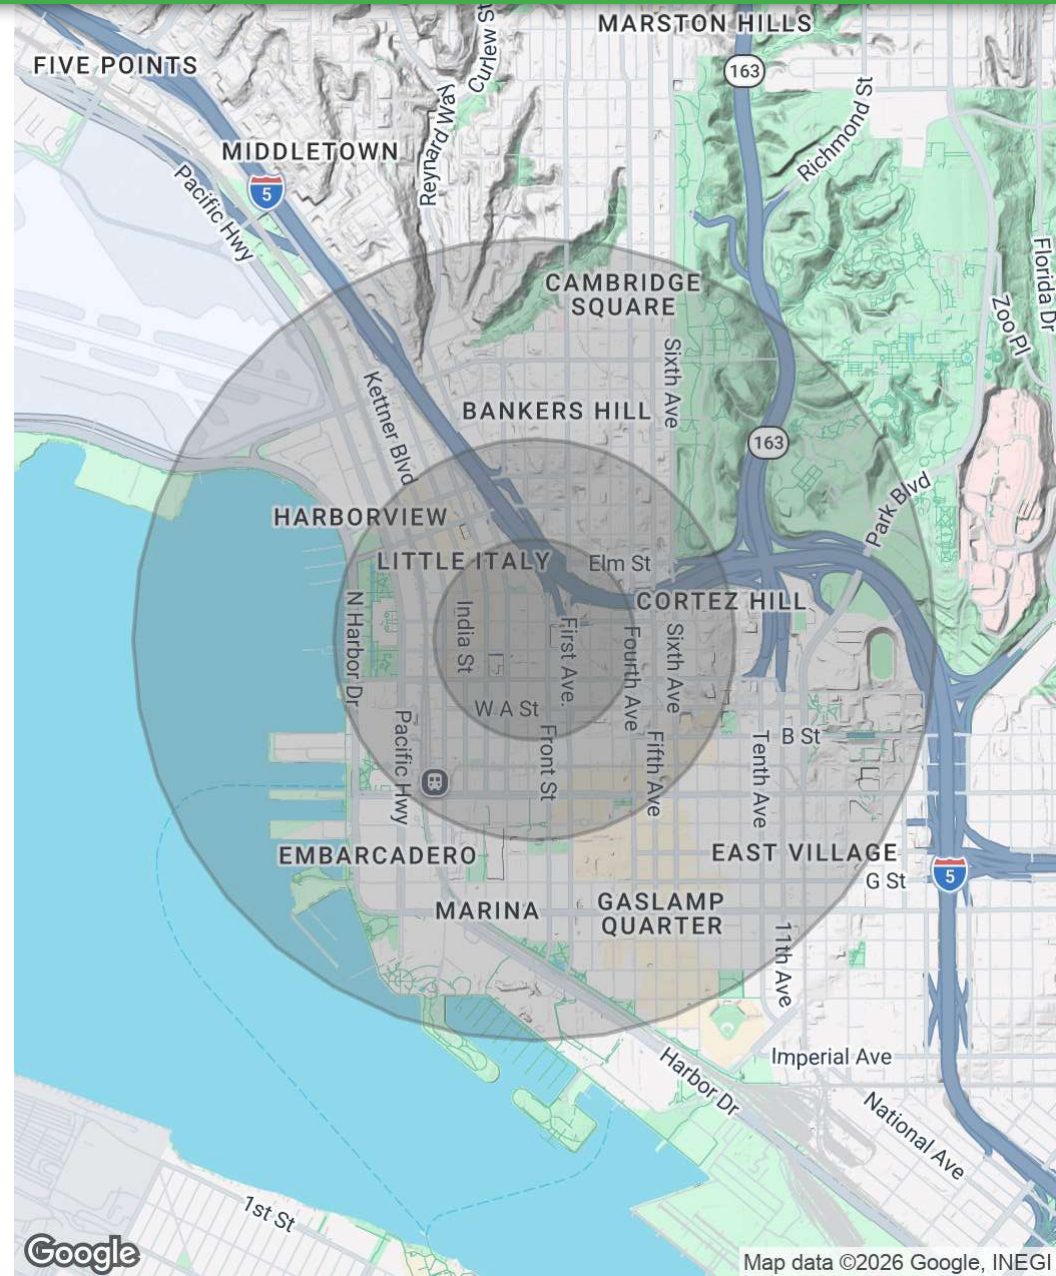 MARSTON HILLS
Curlew St
FIVE POINTS
163
Richmond St
Reynard Way
MIDDLETOWN
5
Pacific Hwy
Florida Dr
CAMBRIDGE
SQUARE
Zoo Pl
Sixth Ave
Kettner Blvd
BANKERS HILL
163
Park Blvd
HARBORVIEW
LITTLE ITALY
Elm St
CORTEZ HILL
N Harbor Dr
India St
First Ave.
Fourth Ave
Sixth Ave
W A St
Pacific Hwy
Front St
Fifth Ave
Tenth Ave
B St
EMBARCADERO
EAST VILLAGE
G St
5
MARINA
GASLAMP
QUARTER
11th Ave
Harbor Dr
Imperial Ave
National Ave
1st St
Google
Map data ©2026 Google, INEGI